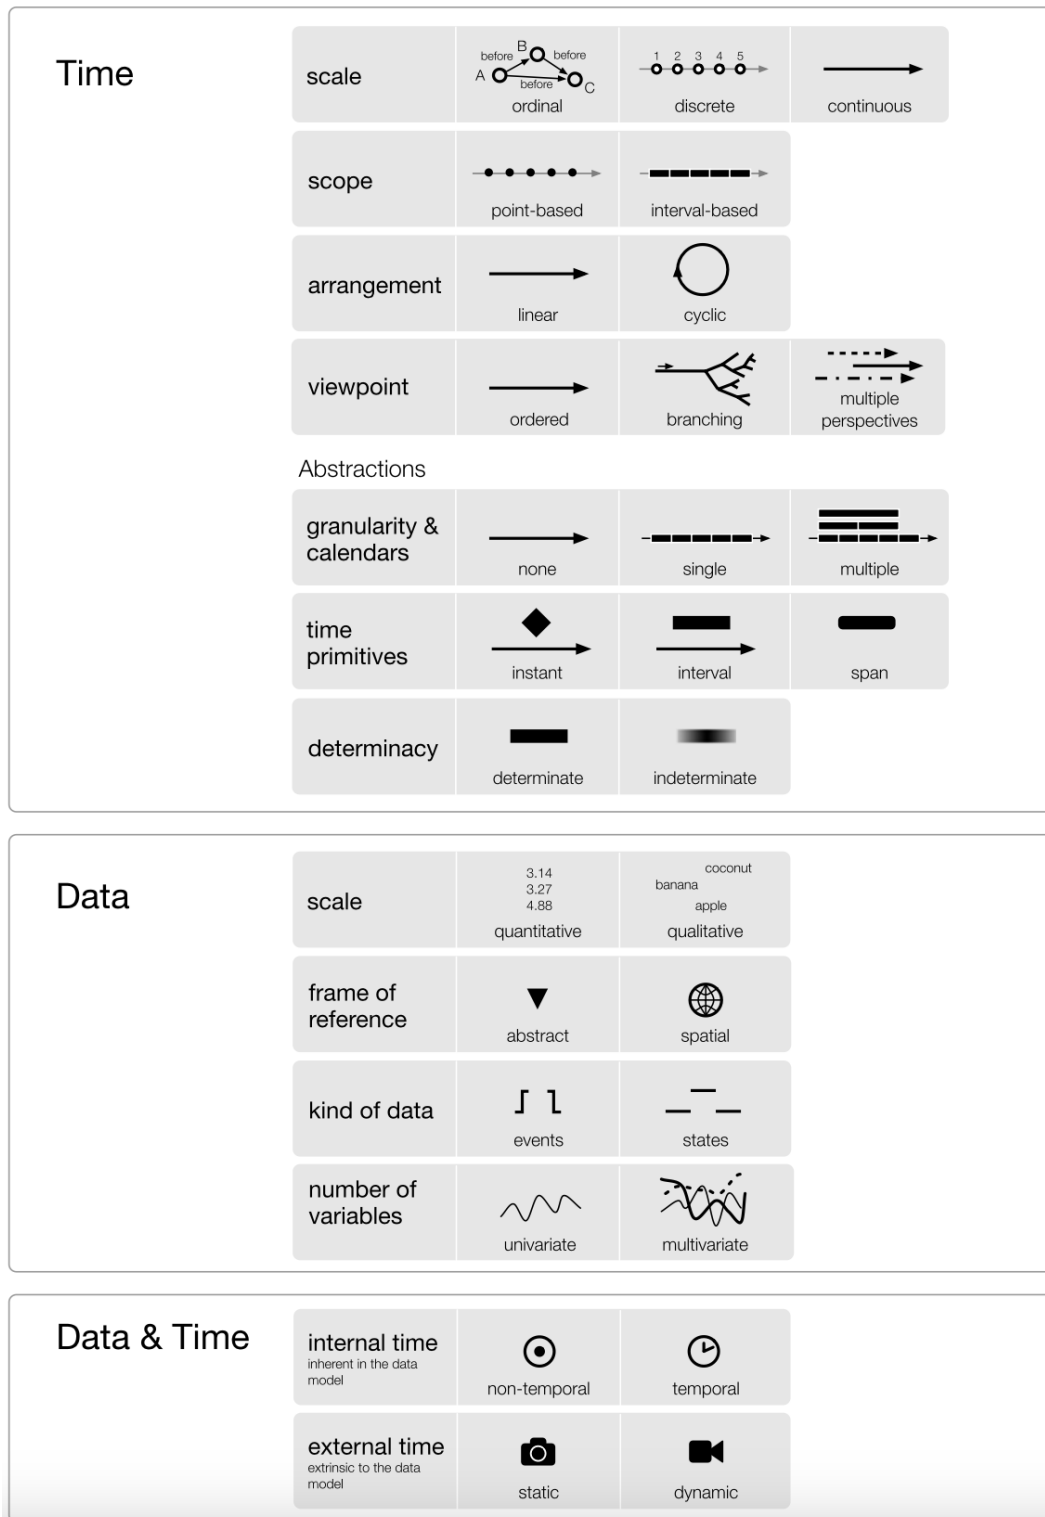 Time
scale
A before B before C before
ordinal
1 2 3 4 5
discrete
continuous
scope
point-based
interval-based
arrangement
linear
cyclic
viewpoint
ordered
branching
multiple
perspectives
Abstractions
granularity &
calendars
none
single
multiple
time
primitives
instant
interval
span
determinacy
determinate
indeterminate
Data
scale
3.14
3.27
4.88
quantitative
coconut
banana
apple
qualitative
frame of
reference
abstract
spatial
kind of data
events
states
number of
variables
univariate
multivariate
Data & Time
internal time
inherent in the data
model
non-temporal
temporal
external time
extrinsic to the data
model
static
dynamic